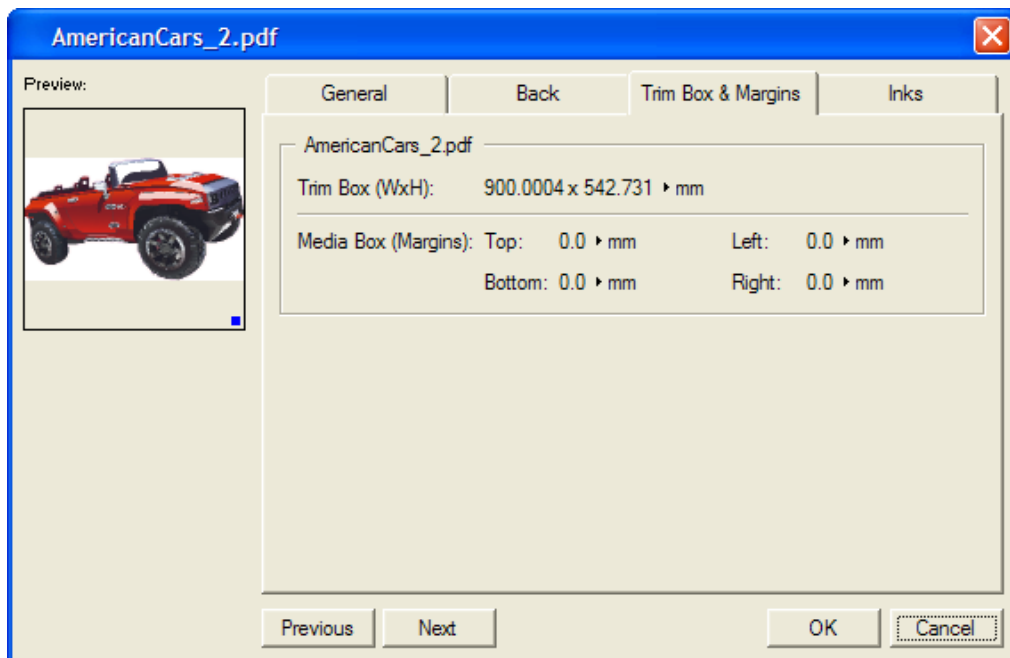 AmericanCars_2.pdf
Preview:
General Back Trim Box & Margins Inks
AmericanCars_2.pdf
Trim Box (WxH): 900.0004 x 542.731 mm
Media Box (Margins): Top: 0.0 mm Left: 0.0 mm
Bottom: 0.0 mm Right: 0.0 mm
Previous Next OK Cancel